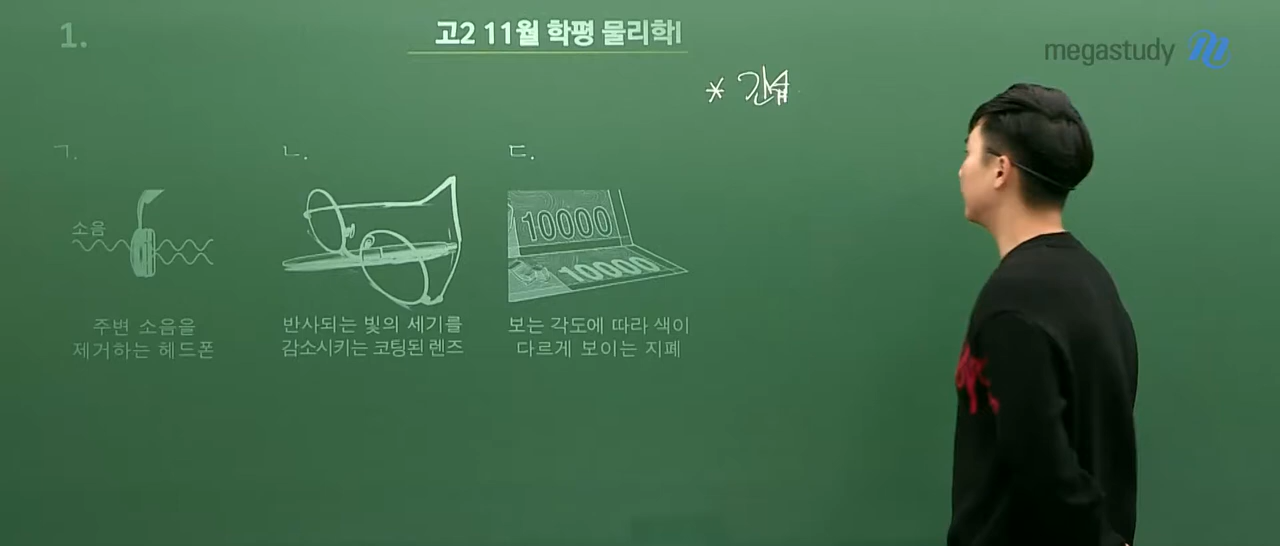 1.
고2 11월 학평 물리학I
megastudy
* 간섭
ㄱ.
ㄴ.
ㄷ.
소음
10000
10000
주변 소음을
제거하는 헤드폰
반사되는 빛의 세기를
감소시키는 코팅된 렌즈
보는 각도에 따라 색이
다르게 보이는 지폐